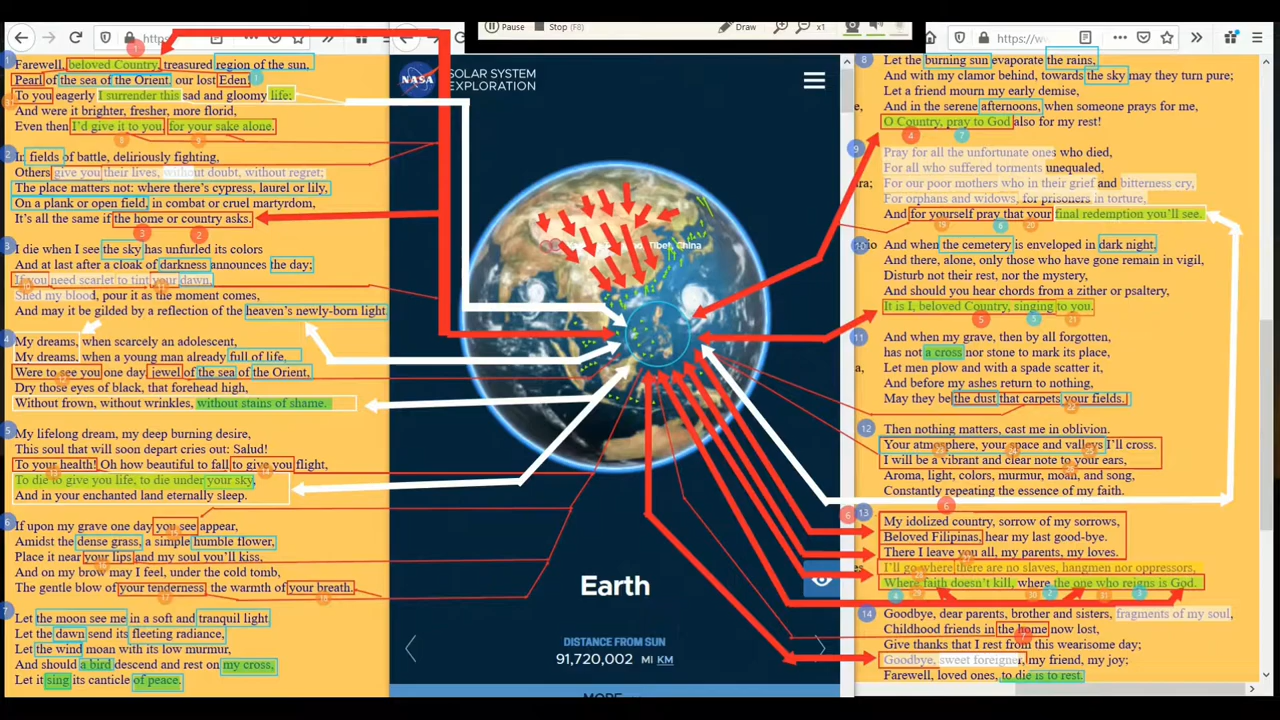 Pause
Stop (F8)
Draw
x1
Farewell, beloved Country, treasured region of the sun,
Pearl of the sea of the Orient, our lost Eden!
To you eagerly I surrender this sad and gloomy life;
And were it brighter, fresher, more florid,
Even then I'd give it to you, for your sake alone.
In fields of battle, deliriously fighting,
Others give you their lives, without doubt, without regret;
The place matters not: where there's cypress, laurel or lily,
On a plank or open field, in combat or cruel martyrdom,
It's all the same if the home or country asks.
I die when I see the sky has unfurled its colors
And at last after a cloak of darkness announces the day;
If you need scarlet to tint your dawn,
Shed my blood, pour it as the moment comes,
And may it be gilded by a reflection of the heaven's newly-born light.
My dreams, when scarcely an adolescent,
My dreams, when a young man already full of life,
Were to see you one day, jewel of the sea of the Orient,
Dry those eyes of black, that forehead high,
Without frown, without wrinkles, without stains of shame.
My lifelong dream, my deep burning desire,
This soul that will soon depart cries out: Salud!
To your health! Oh how beautiful to fall to give you flight,
To die to give you life, to die under your sky,
And in your enchanted land eternally sleep.
If upon my grave one day you see appear,
Amidst the dense grass, a simple humble flower,
Place it near your lips and my soul you'll kiss,
And on my brow may I feel, under the cold tomb,
The gentle blow of your tenderness, the warmth of your breath.
Let the moon see me in a soft and tranquil light
Let the dawn send its fleeting radiance,
Let the wind moan with its low murmur,
And should a bird descend and rest on my cross,
Let it sing its canticle of peace.
NASA
SOLAR SYSTEM
EXPLORATION
Tibet, China
Earth
DISTANCE FROM SUN
91,720,002 MI KM
MORE
Let the burning sun evaporate the rains,
And with my clamor behind, towards the sky may they turn pure;
Let a friend mourn my early demise,
And in the serene afternoons, when someone prays for me,
O Country, pray to God also for my rest!
Pray for all the unfortunate ones who died,
For all who suffered torments unequaled,
For our poor mothers who in their grief and bitterness cry,
For orphans and widows, for prisoners in torture,
And for yourself pray that your final redemption you'll see.
And when the cemetery is enveloped in dark night,
And there, alone, only those who have gone remain in vigil,
Disturb not their rest, nor the mystery,
And should you hear chords from a zither or psaltery,
It is I, beloved Country, singing to you.
And when my grave, then by all forgotten,
has not a cross nor stone to mark its place,
Let men plow and with a spade scatter it,
And before my ashes return to nothing,
May they be the dust that carpets your fields.
Then nothing matters, cast me in oblivion.
Your atmosphere, your space and valleys I'll cross.
I will be a vibrant and clear note to your ears,
Aroma, light, colors, murmur, moan, and song,
Constantly repeating the essence of my faith.
My idolized country, sorrow of my sorrows,
Beloved Filipinas, hear my last good-bye.
There I leave you all, my parents, my loves.
I'll go where there are no slaves, hangmen nor oppressors,
Where faith doesn't kill, where the one who reigns is God.
Goodbye, dear parents, brother and sisters, fragments of my soul,
Childhood friends in the home now lost,
Give thanks that I rest from this wearisome day;
Goodbye, sweet foreigner, my friend, my joy;
Farewell, loved ones, to die is to rest.